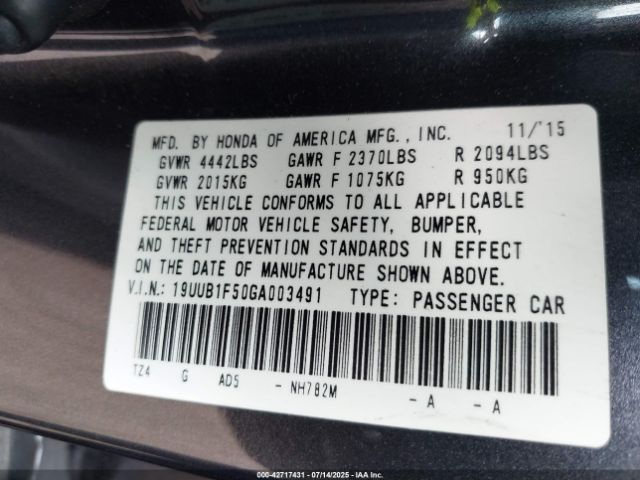 MFD. BY HONDA OF AMERICA MFG., INC. 11/'15
GVWR 4442LBS GAWR F 2370LBS R 2094LBS
GVWR 2015KG GAWR F 1075KG R 950KG
THIS VEHICLE CONFORMS TO ALL APPLICABLE
FEDERAL MOTOR VEHICLE SAFETY, BUMPER,
AND THEFT PREVENTION STANDARDS IN EFFECT
ON THE DATE OF MANUFACTURE SHOWN ABOVE.
V.I.N.: 19UUB1F50GA003491 TYPE: PASSENGER CAR
TZ4 G AD5 - NH782M - A - A
000-42717431 - 07/14/2025 - IAA Inc.